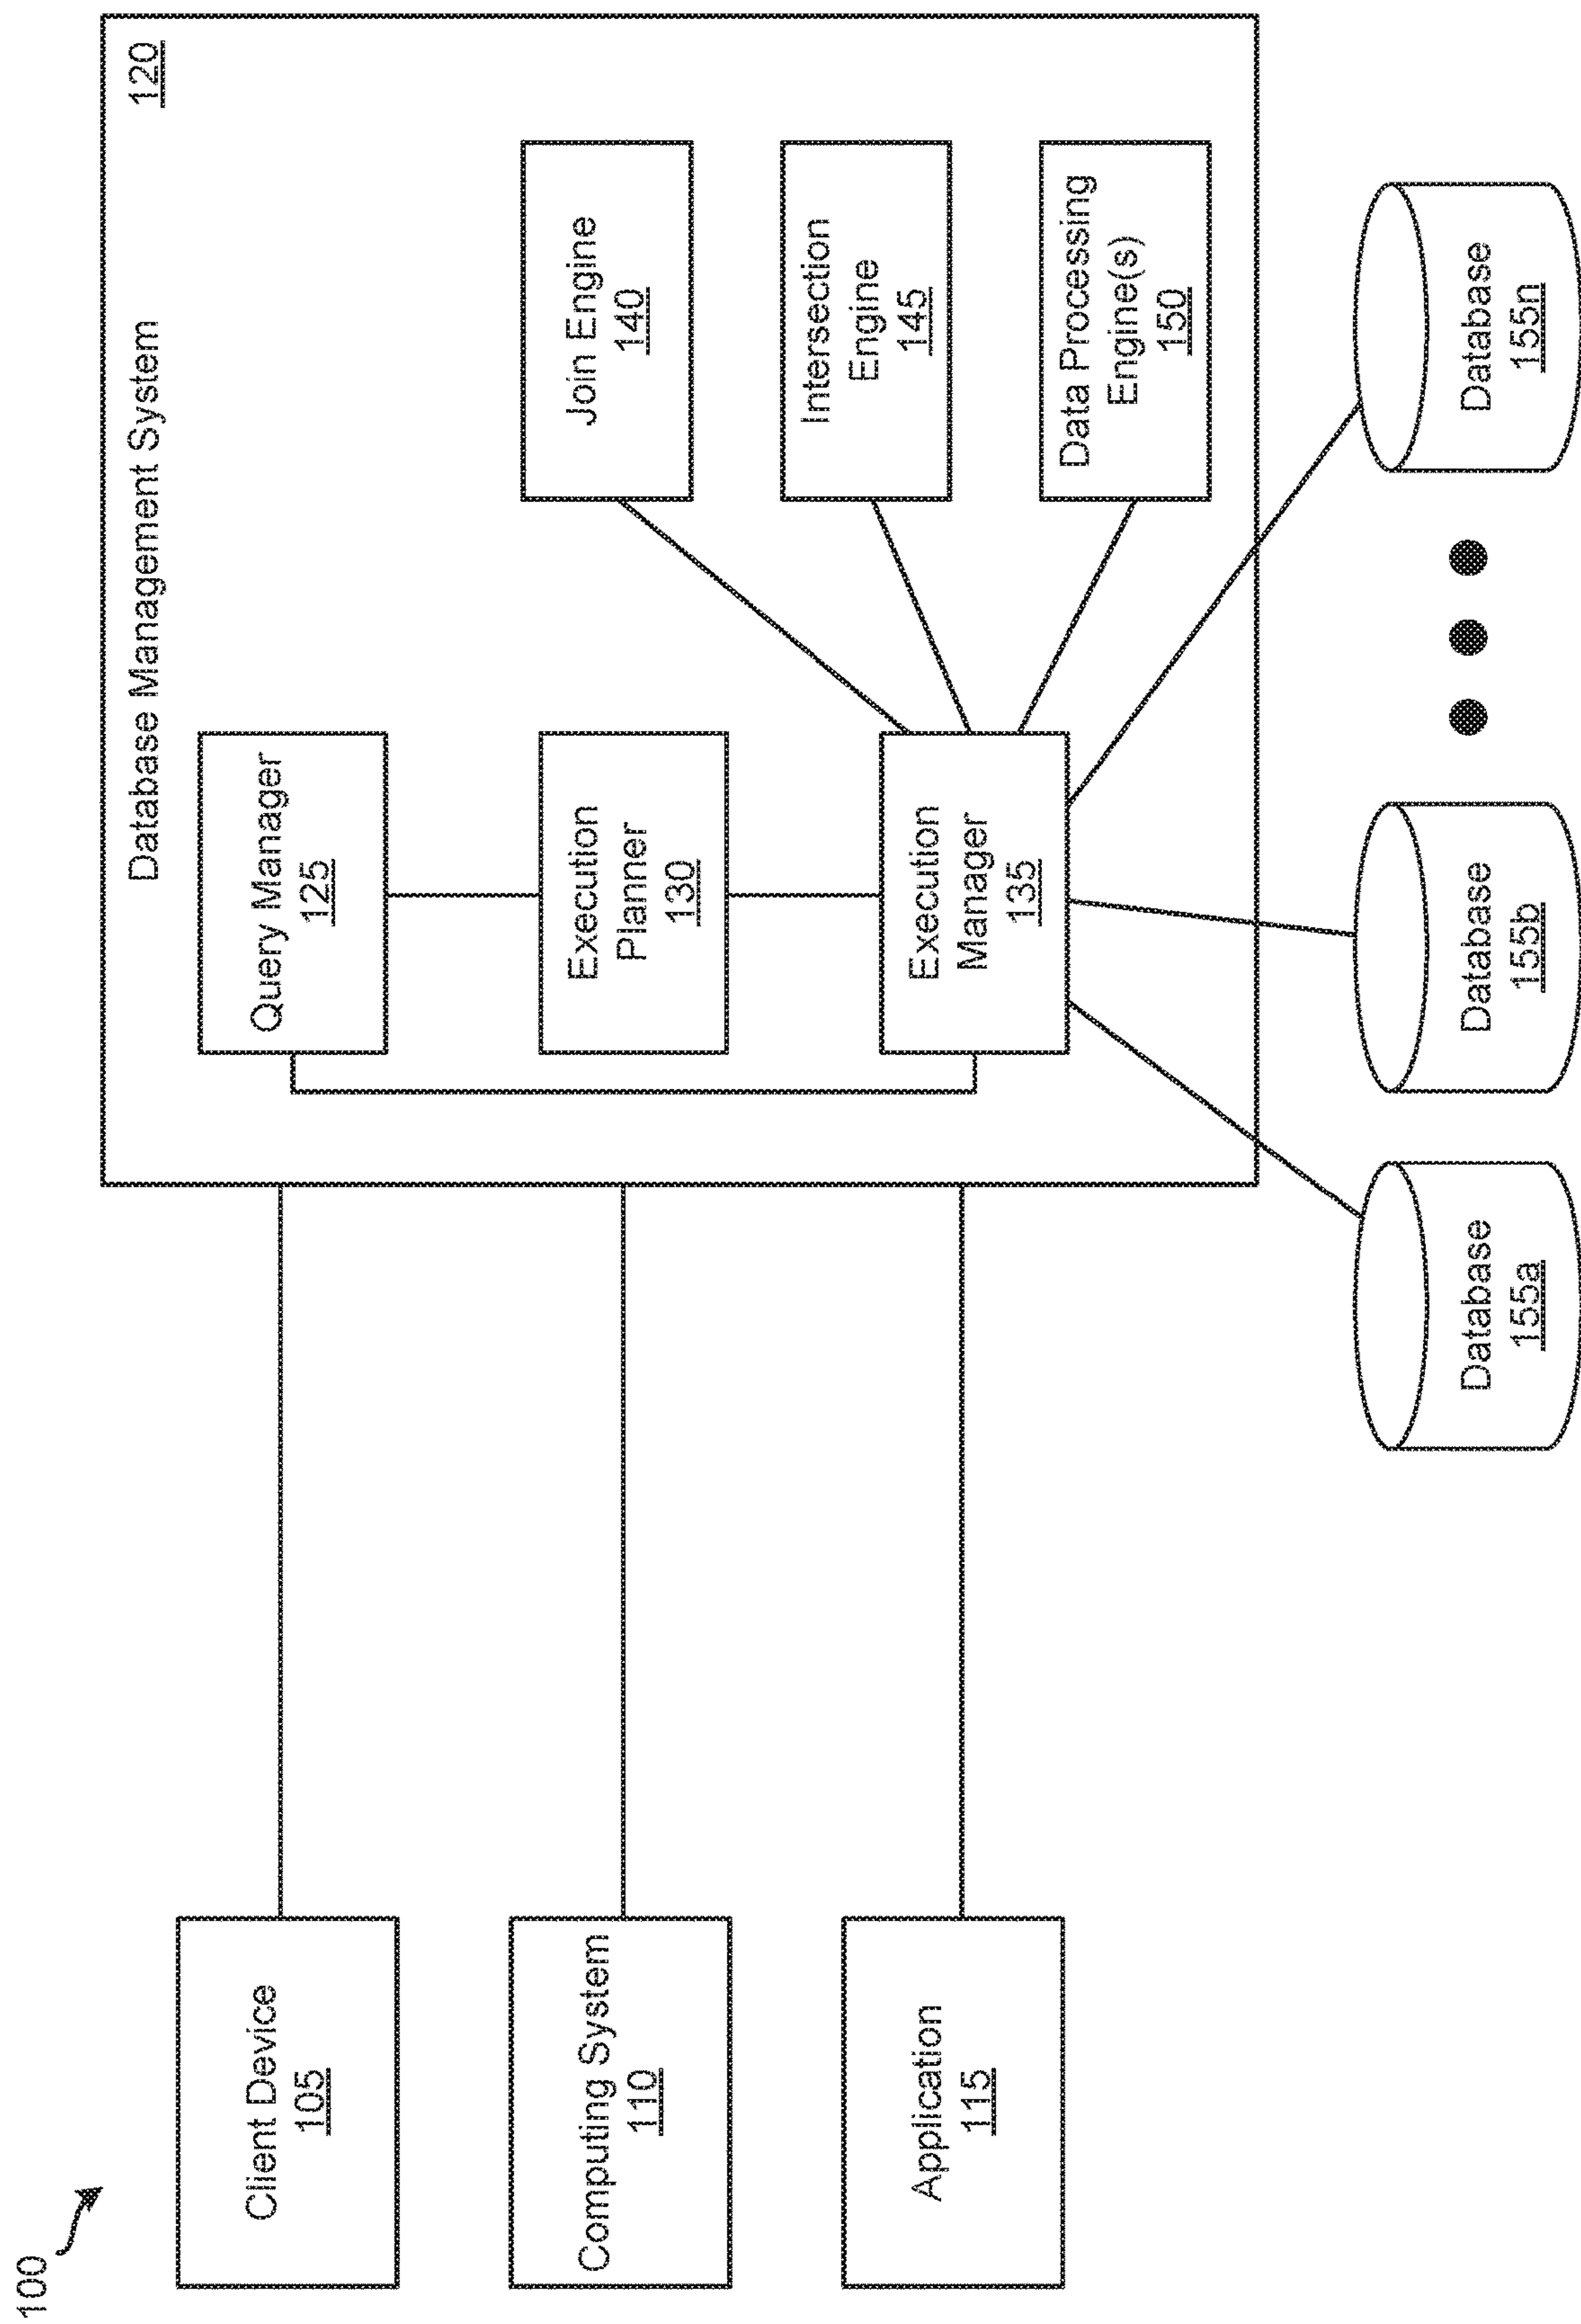 100
Client Device
105
Computing System
110
Application
115
Database Management System
120
Query Manager
125
Execution
Planner
130
Execution
Manager
135
Join Engine
140
Intersection
Engine
145
Data Processing
Engine(s)
150
Database
155a
Database
155b
Database
155n